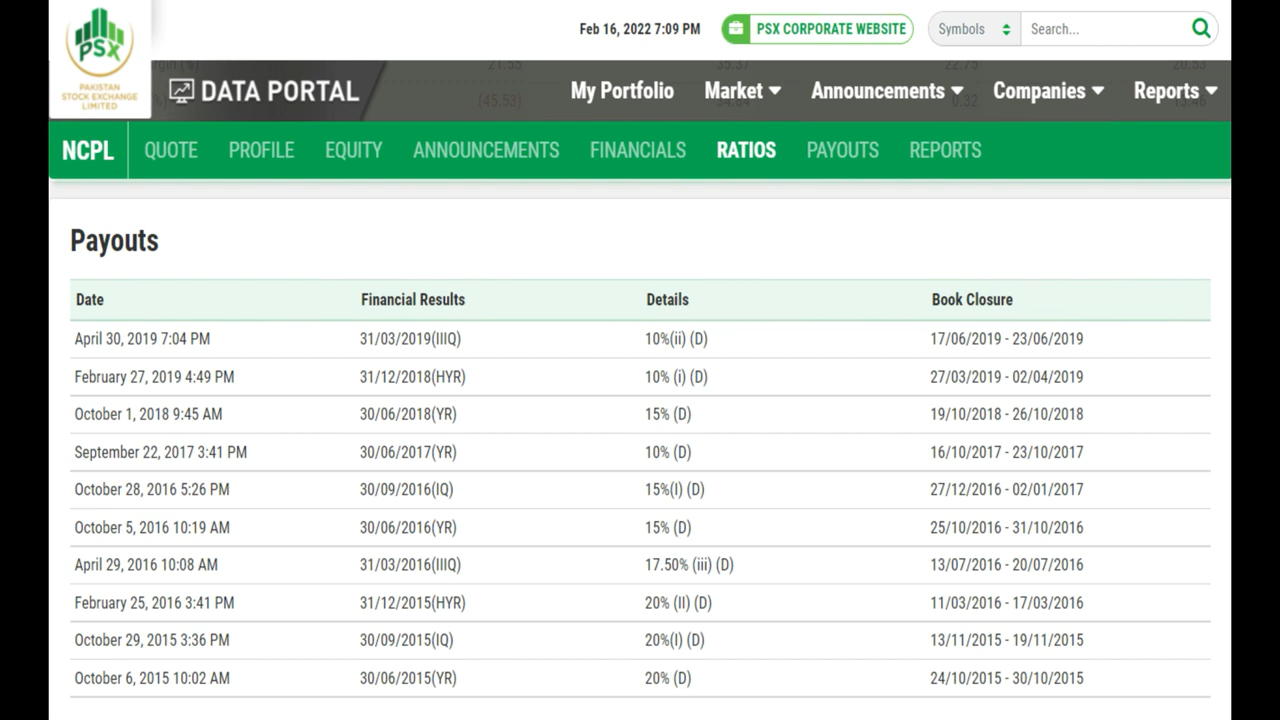 PSX
PAKISTAN
STOCK EXCHANGE
LIMITED
Feb 16, 2022 7:09 PM
PSX CORPORATE WEBSITE
Symbols
Search...
DATA PORTAL
My Portfolio
Market
Announcements
Companies
Reports
(45.53)
NCPL QUOTE PROFILE EQUITY ANNOUNCEMENTS FINANCIALS RATIOS PAYOUTS REPORTS
Payouts
Date Financial Results Details Book Closure
April 30, 2019 7:04 PM 31/03/2019(IIIQ) 10%(ii) (D) 17/06/2019 - 23/06/2019
February 27, 2019 4:49 PM 31/12/2018(HYR) 10% (i) (D) 27/03/2019 - 02/04/2019
October 1, 2018 9:45 AM 30/06/2018(YR) 15% (D) 19/10/2018 - 26/10/2018
September 22, 2017 3:41 PM 30/06/2017(YR) 10% (D) 16/10/2017 - 23/10/2017
October 28, 2016 5:26 PM 30/09/2016(IQ) 15%(I) (D) 27/12/2016 - 02/01/2017
October 5, 2016 10:19 AM 30/06/2016(YR) 15% (D) 25/10/2016 - 31/10/2016
April 29, 2016 10:08 AM 31/03/2016(IIIQ) 17.50% (iii) (D) 13/07/2016 - 20/07/2016
February 25, 2016 3:41 PM 31/12/2015(HYR) 20% (II) (D) 11/03/2016 - 17/03/2016
October 29, 2015 3:36 PM 30/09/2015(IQ) 20%(I) (D) 13/11/2015 - 19/11/2015
October 6, 2015 10:02 AM 30/06/2015(YR) 20% (D) 24/10/2015 - 30/10/2015